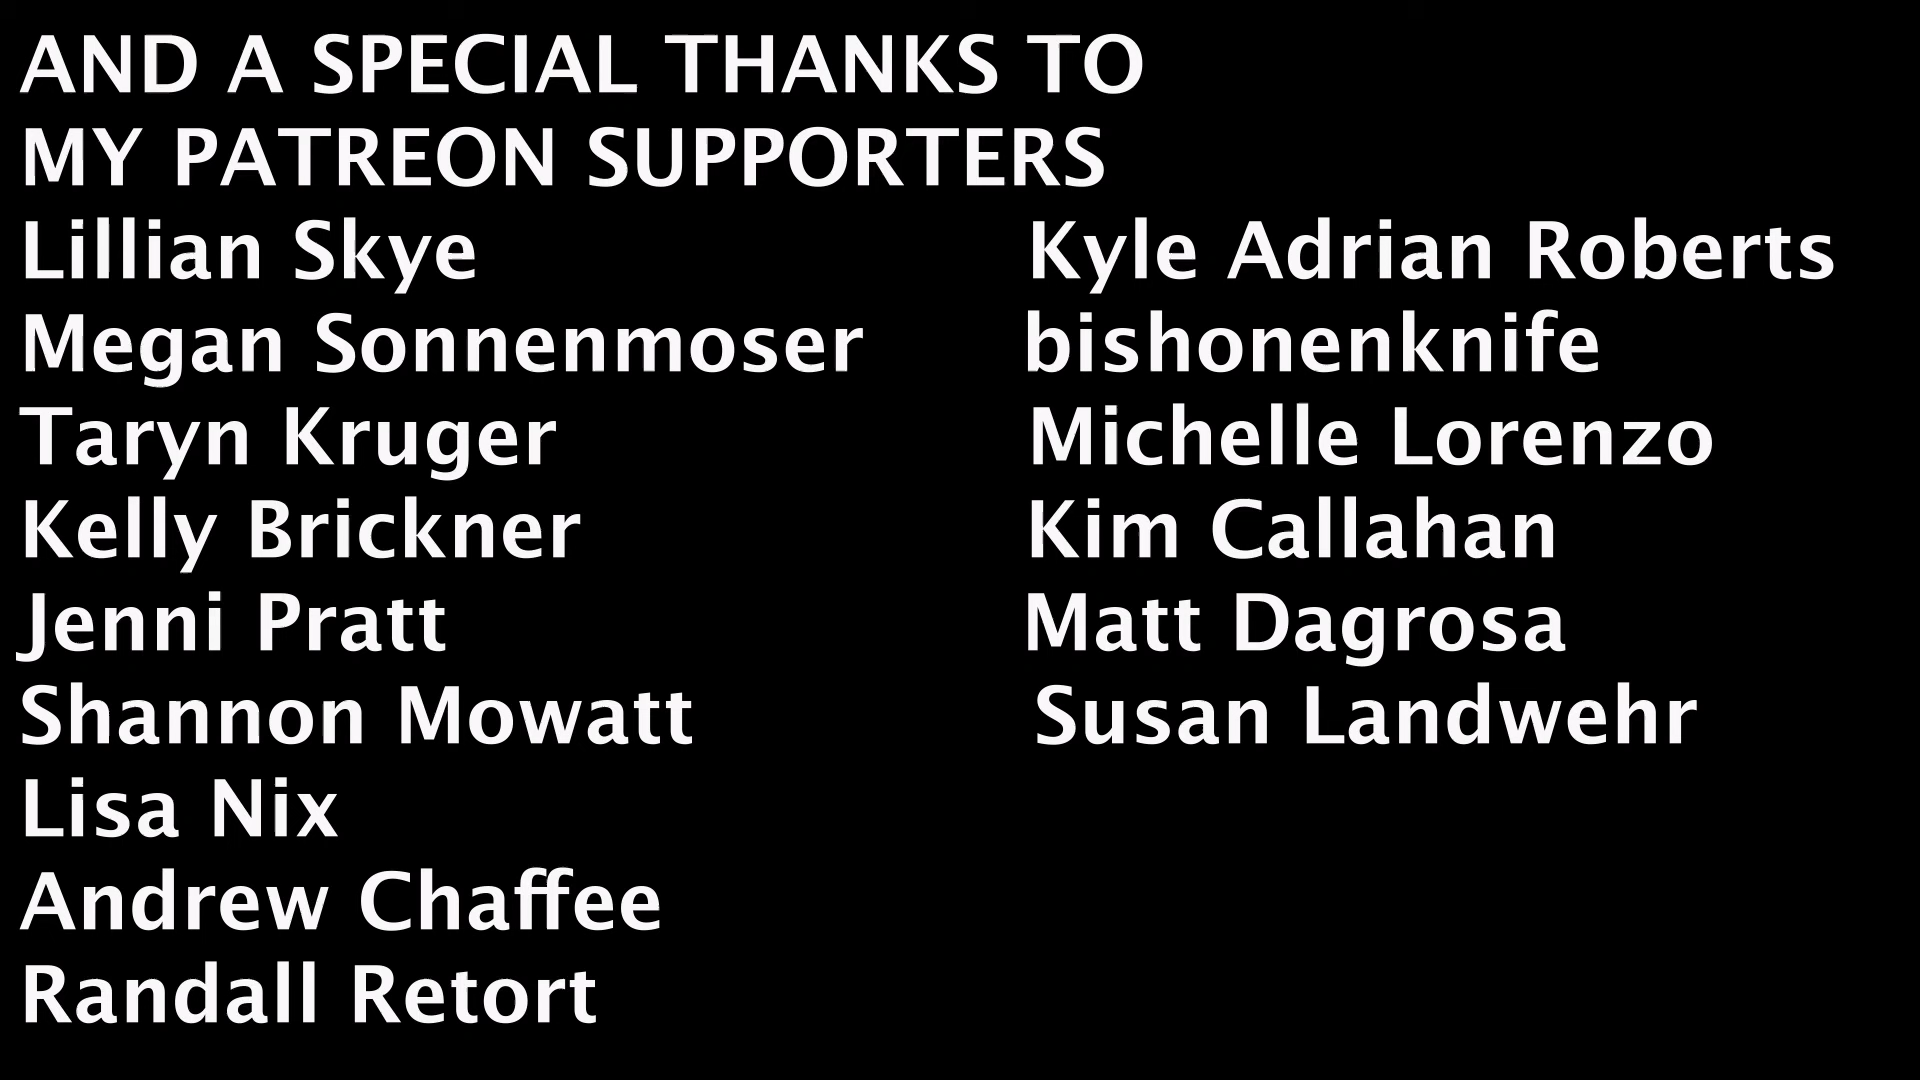 AND A SPECIAL THANKS TO
MY PATREON SUPPORTERS
Lillian Skye
Megan Sonnenmoser
Taryn Kruger
Kelly Brickner
Jenni Pratt
Shannon Mowatt
Lisa Nix
Andrew Chaffee
Randall Retort
Kyle Adrian Roberts
bishonenknife
Michelle Lorenzo
Kim Callahan
Matt Dagrosa
Susan Landwehr